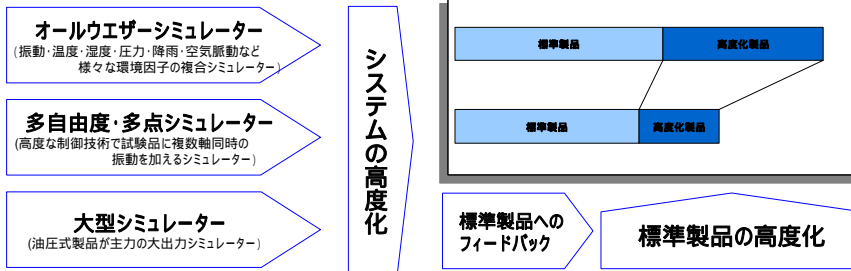 オールウエザーシミュレーター
(振動・温度・湿度・圧力・降雨・空気脈動など
様々な環境因子の複合シミュレーター)
多自由度・多点シミュレーター
(高度な制御技術で試験品に複数軸同時の
振動を加えるシミュレーター)
大型シミュレーター
(油圧式製品が主力の大出力シミュレーター)
システムの高度化
標準製品
高度化製品
標準製品
高度化製品
標準製品への
フィードバック
標準製品の高度化